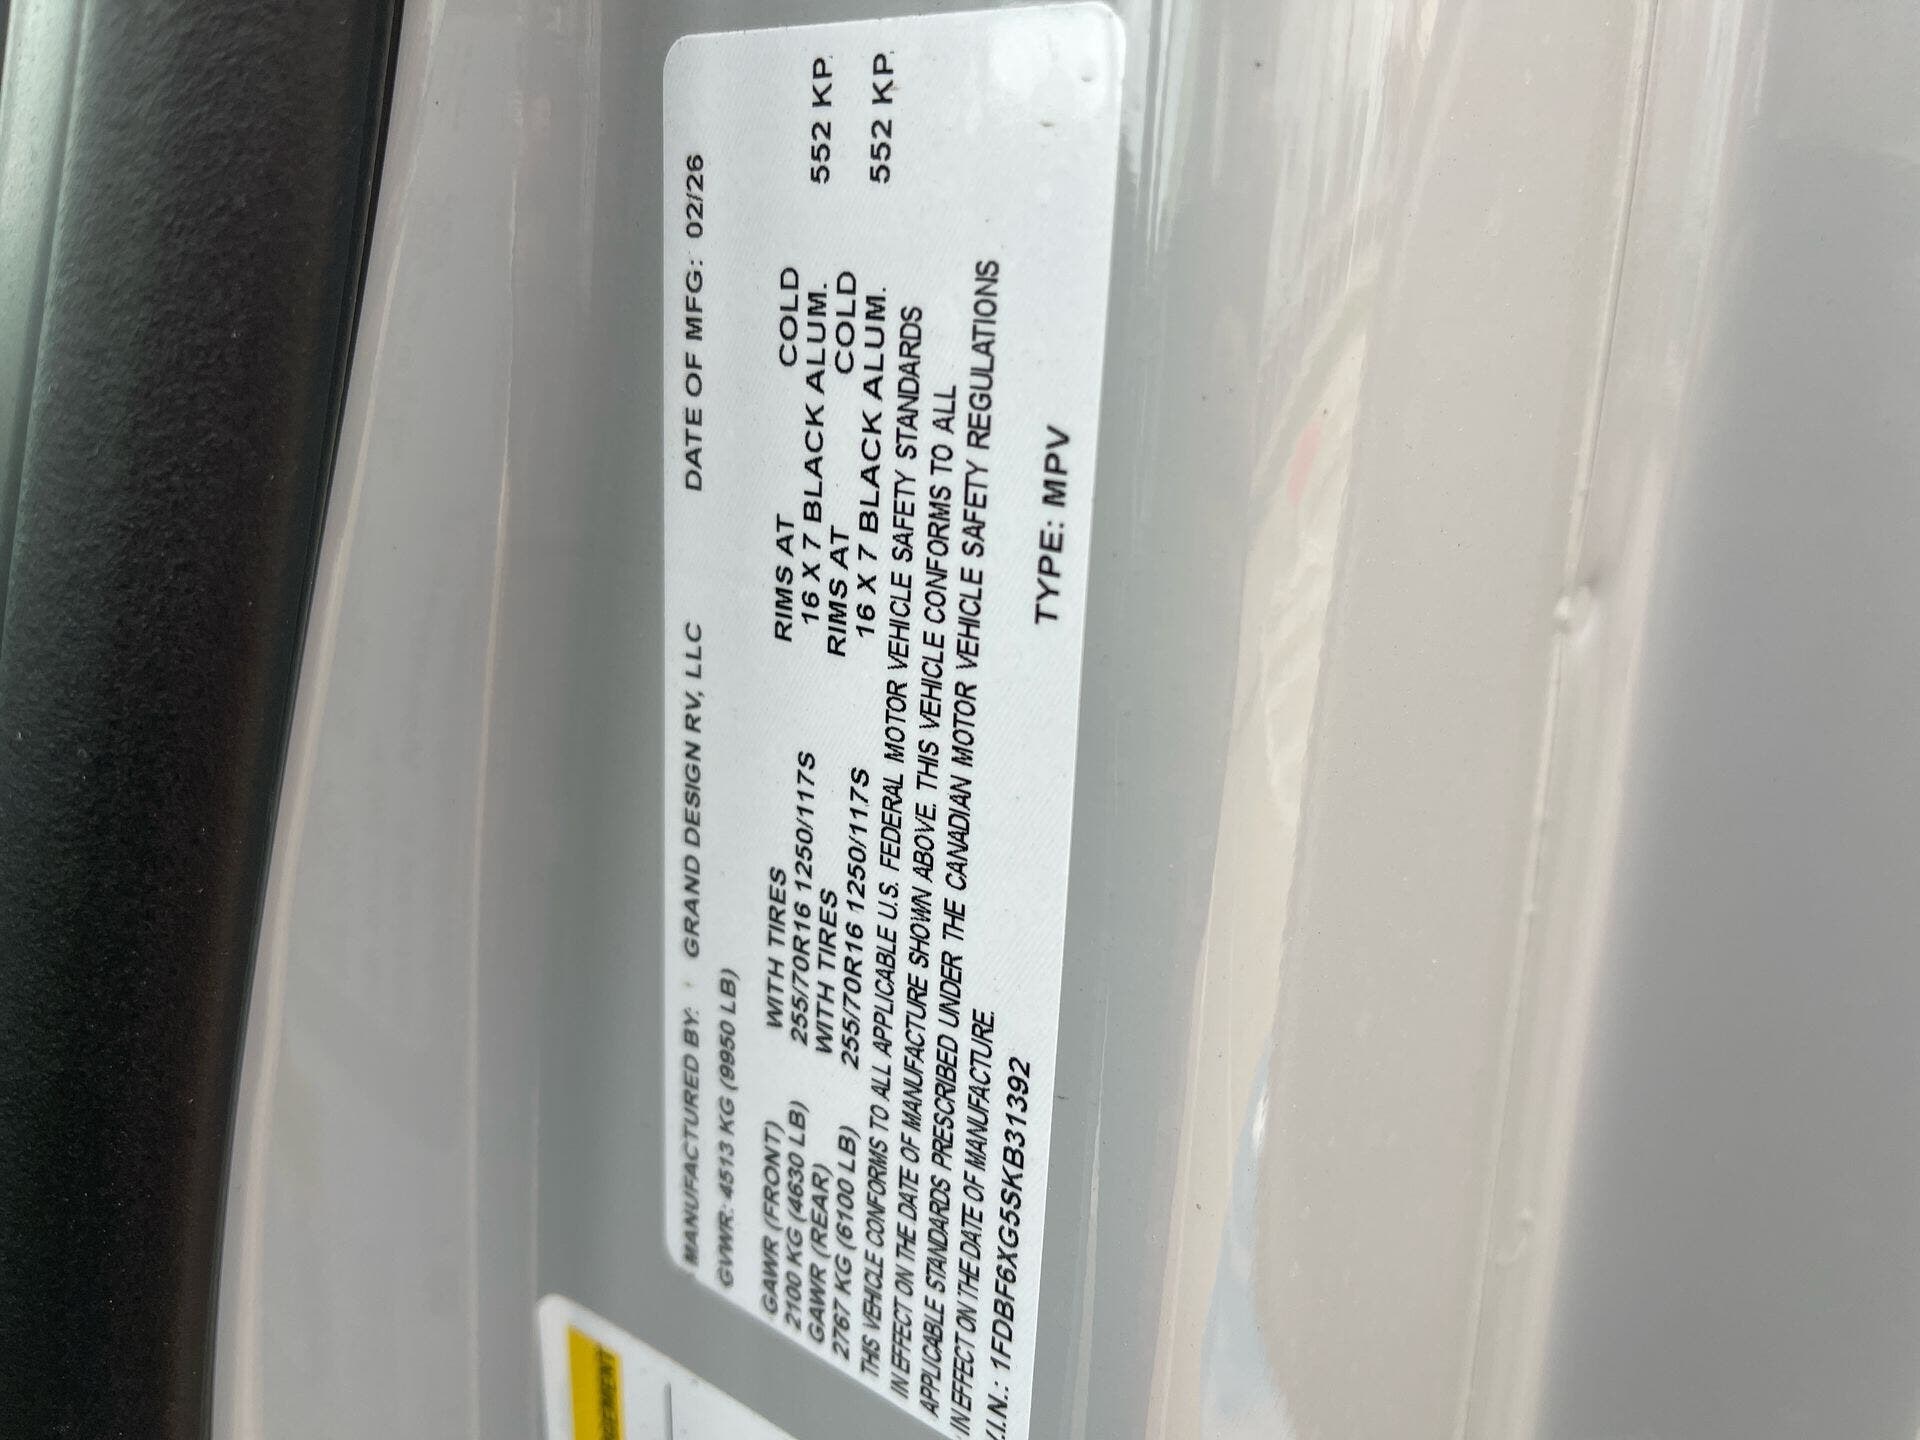 MANUFACTURED BY: GRAND DESIGN RV, LLC DATE OF MFG: 02/26
GVWR: 4513 KG (9950 LB)
GAWR (FRONT) WITH TIRES RIMS AT COLD
2100 KG (4630 LB) 255/70R16 1250/117S 16 X 7 BLACK ALUM. 552 KP.
GAWR (REAR) WITH TIRES RIMS AT COLD
2767 KG (6100 LB) 255/70R16 1250/117S 16 X 7 BLACK ALUM. 552 KP.
THIS VEHICLE CONFORMS TO ALL APPLICABLE U.S. FEDERAL MOTOR VEHICLE SAFETY STANDARDS
IN EFFECT ON THE DATE OF MANUFACTURE SHOWN ABOVE. THIS VEHICLE CONFORMS TO ALL
APPLICABLE STANDARDS PRESCRIBED UNDER THE CANADIAN MOTOR VEHICLE SAFETY REGULATIONS
IN EFFECT ON THE DATE OF MANUFACTURE.
V.I.N.: 1FDBF6XG5SKB31392 TYPE: MPV